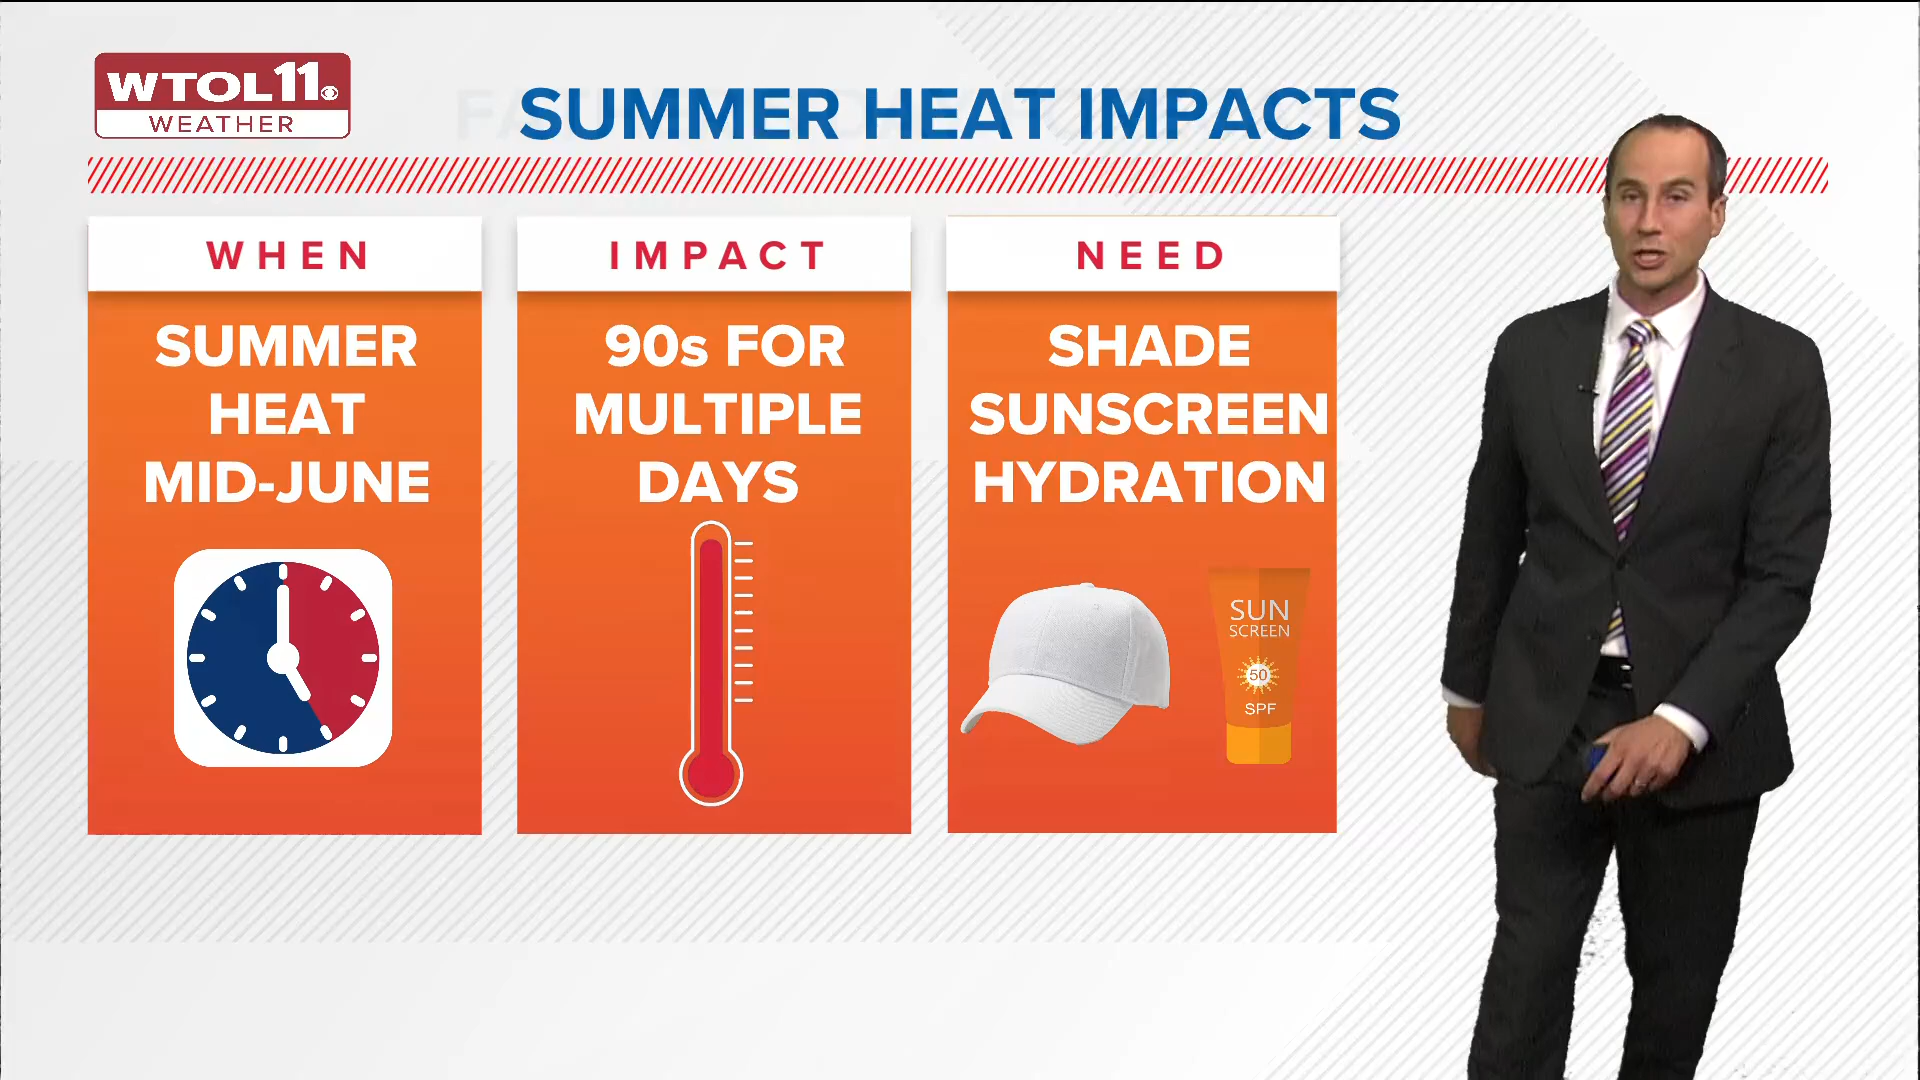 WTOL11
WEATHER
SUMMER HEAT IMPACTS
WHEN
SUMMER
HEAT
MID-JUNE
IMPACT
90s FOR
MULTIPLE
DAYS
NEED
SHADE
SUNSCREEN
HYDRATION
SUN
SCREEN
50
SPF